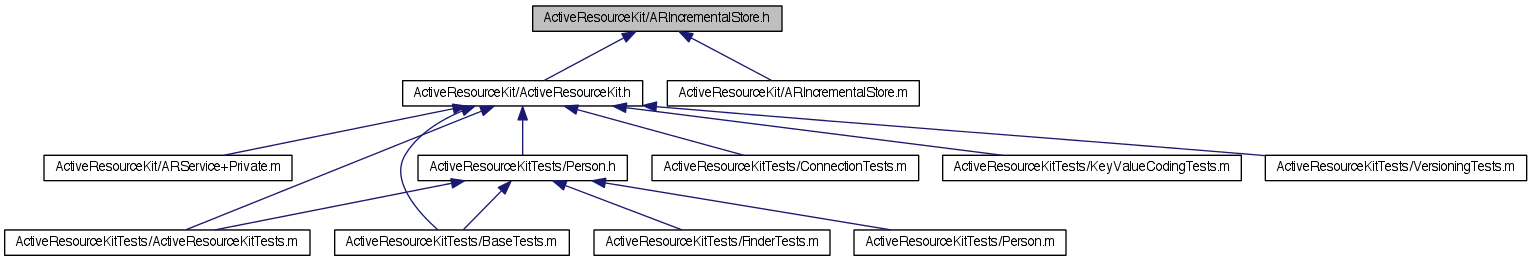 ActiveResourceKit/ARIncrementalStore.h
ActiveResourceKit/ActiveResourceKit.h
ActiveResourceKit/ARIncrementalStore.m
ActiveResourceKit/ARService+Private.m
ActiveResourceKitTests/Person.h
ActiveResourceKitTests/ConnectionTests.m
ActiveResourceKitTests/KeyValueCodingTests.m
ActiveResourceKitTests/VersioningTests.m
ActiveResourceKitTests/ActiveResourceKitTests.m
ActiveResourceKitTests/BaseTests.m
ActiveResourceKitTests/FinderTests.m
ActiveResourceKitTests/Person.m